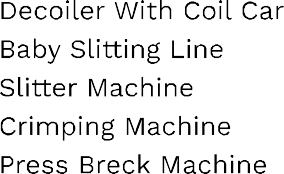 Decoiler With Coil Car
Baby Slitting Line
Slitter Machine
Crimping Machine
Press Breck Machine